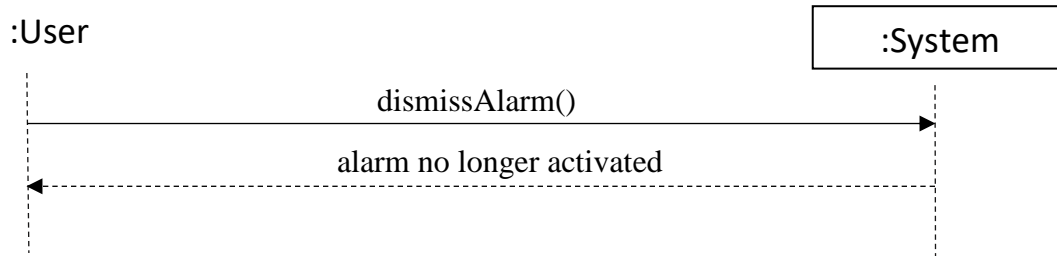 :User
:System
dismissAlarm()
alarm no longer activated